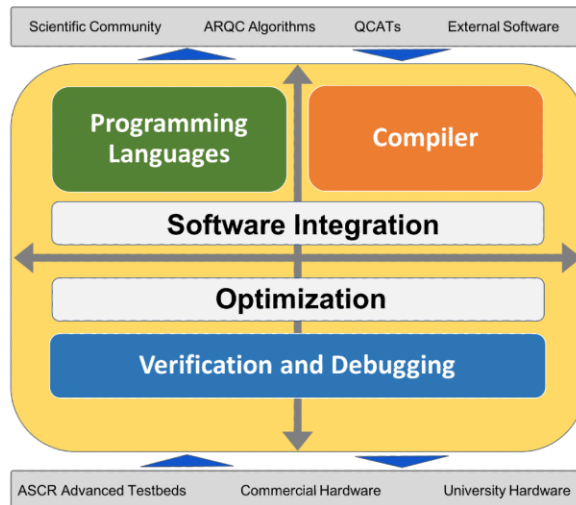 Scientific Community ARQC Algorithms QCATs External Software
Programming
Languages
Compiler
Software Integration
Optimization
Verification and Debugging
ASCR Advanced Testbeds Commercial Hardware University Hardware